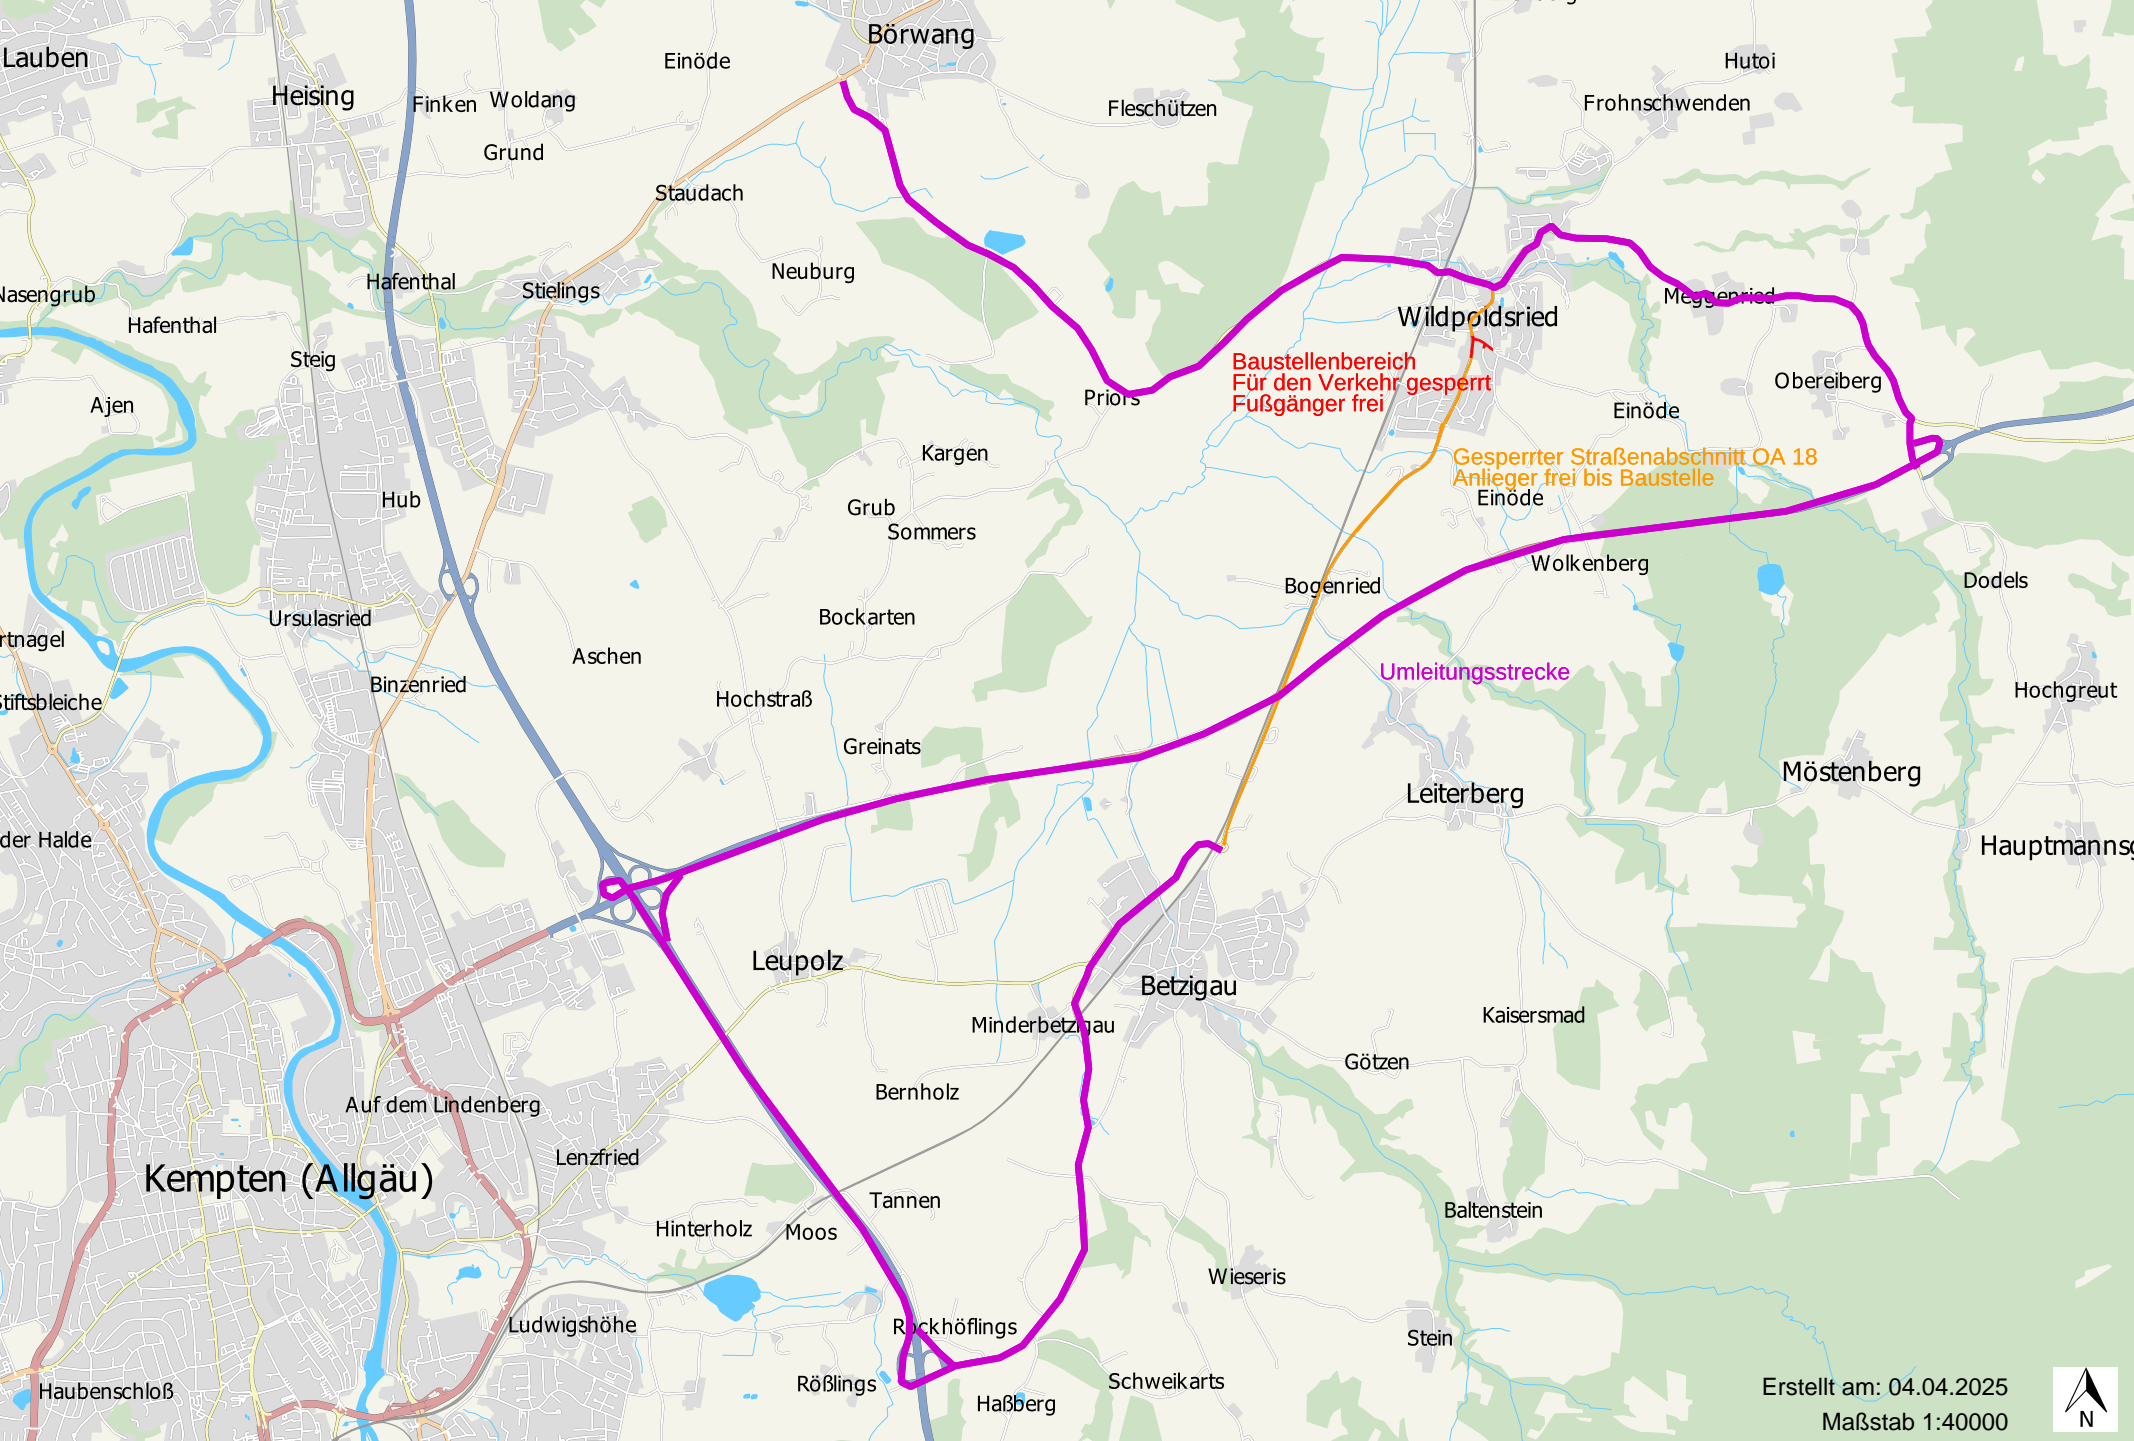 Börwang
Lauben
Einöde
Hutoi
Heising
Finken
Woldang
Fleschützen
Frohnschwenden
Grund
Staudach
Neuburg
Hafenthal
Stielings
Nasengrub
Meggenried
Hafenthal
Wildpoldsried
Steig
Baustellenbereich
Für den Verkehr gesperrt
Fußgänger frei
Obereiberg
Priors
Ajen
Einöde
Kargen
Gesperrter Straßenabschnitt OA 18
Anlieger frei bis Baustelle
Hub
Einöde
Grub
Sommers
Wolkenberg
Bogenried
Dodels
Ursulasried
Bockarten
rtnagel
Aschen
Umleitungsstrecke
Binzenried
Hochgreut
Stiftsbleiche
Hochstraß
Greinats
Möstenberg
Leiterberg
der Halde
Hauptmannsg
Leupolz
Betzigau
Kaisersmad
Minderbetzigau
Götzen
Bernholz
Auf dem Lindenberg
Lenzfried
Kempten (Allgäu)
Tannen
Baltenstein
Hinterholz
Moos
Wieseris
Ludwigshöhe
Rockhöflings
Stein
Haubenschloß
Rößlings
Schweikarts
Haßberg
Erstellt am: 04.04.2025
Maßstab 1:40000
N